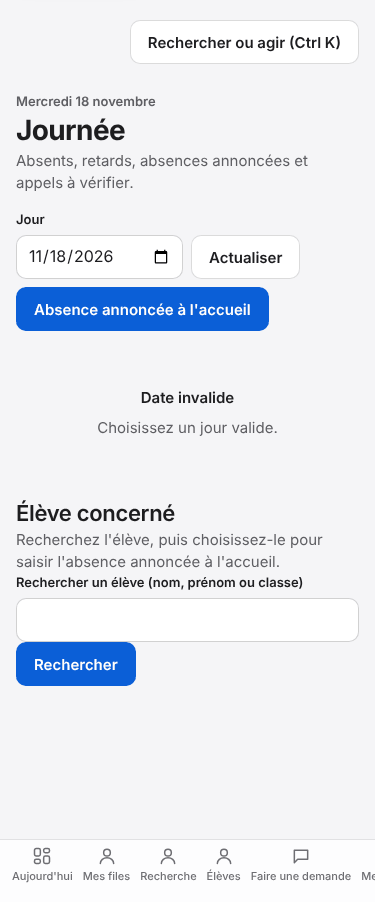 Rechercher ou agir (Ctrl K)
Mercredi 18 novembre
Journée
Absents, retards, absences annoncées et
appels à vérifier.
Jour
11/18/2026
Actualiser
Absence annoncée à l'accueil
Date invalide
Choisissez un jour valide.
Élève concerné
Recherchez l'élève, puis choisissez-le pour
saisir l'absence annoncée à l'accueil.
Rechercher un élève (nom, prénom ou classe)
Rechercher
Aujourd'hui
Mes files
Recherche
Élèves
Faire une demande
Me